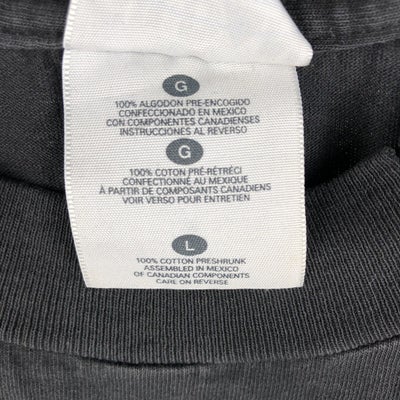 G
100% ALGODON PRE-ENCOGIDO
CONFECCIONADO EN MEXICO
CON COMPONENTES CANADIENSES
INSTRUCCIONES AL REVERSO
G
100% COTON PRÉ-RÉTRÉCI
CONFECTIONNÉ AU MEXIQUE
À PARTIR DE COMPOSANTS CANADIENS
VOIR VERSO POUR ENTRETIEN
L
100% COTTON PRESHRUNK
ASSEMBLED IN MEXICO
OF CANADIAN COMPONENTS
CARE ON REVERSE